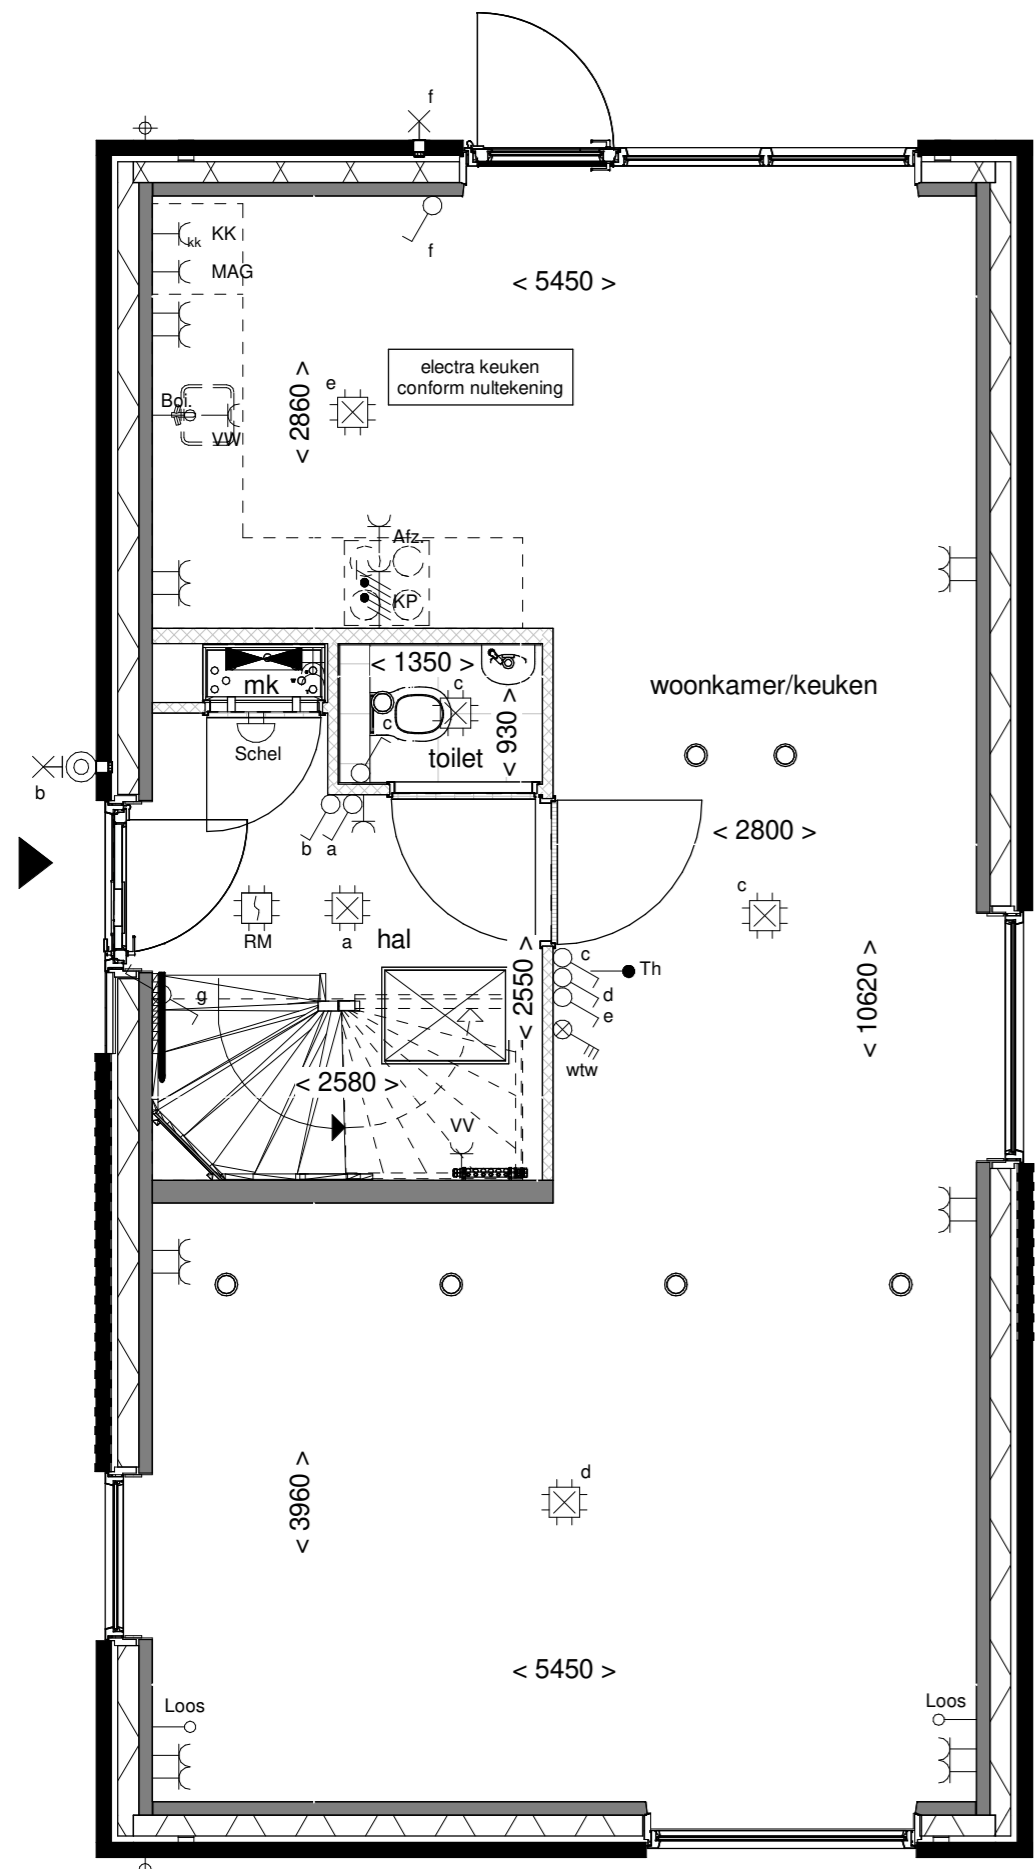 f
f
kk
KK
MAG
< 5450 >
electra keuken
conform nultekening
e
< 2860 >
Boi.
VW
Afz.
KP
< 1350 >
mk
c
c
toilet
< 930 >
woonkamer/keuken
Schel
b
b
a
< 2800 >
c
RM
a
hal
< 2550 >
c
Th
d
e
wtw
< 10620 >
g
< 2580 >
VV
d
< 3960 >
< 5450 >
Loos
Loos